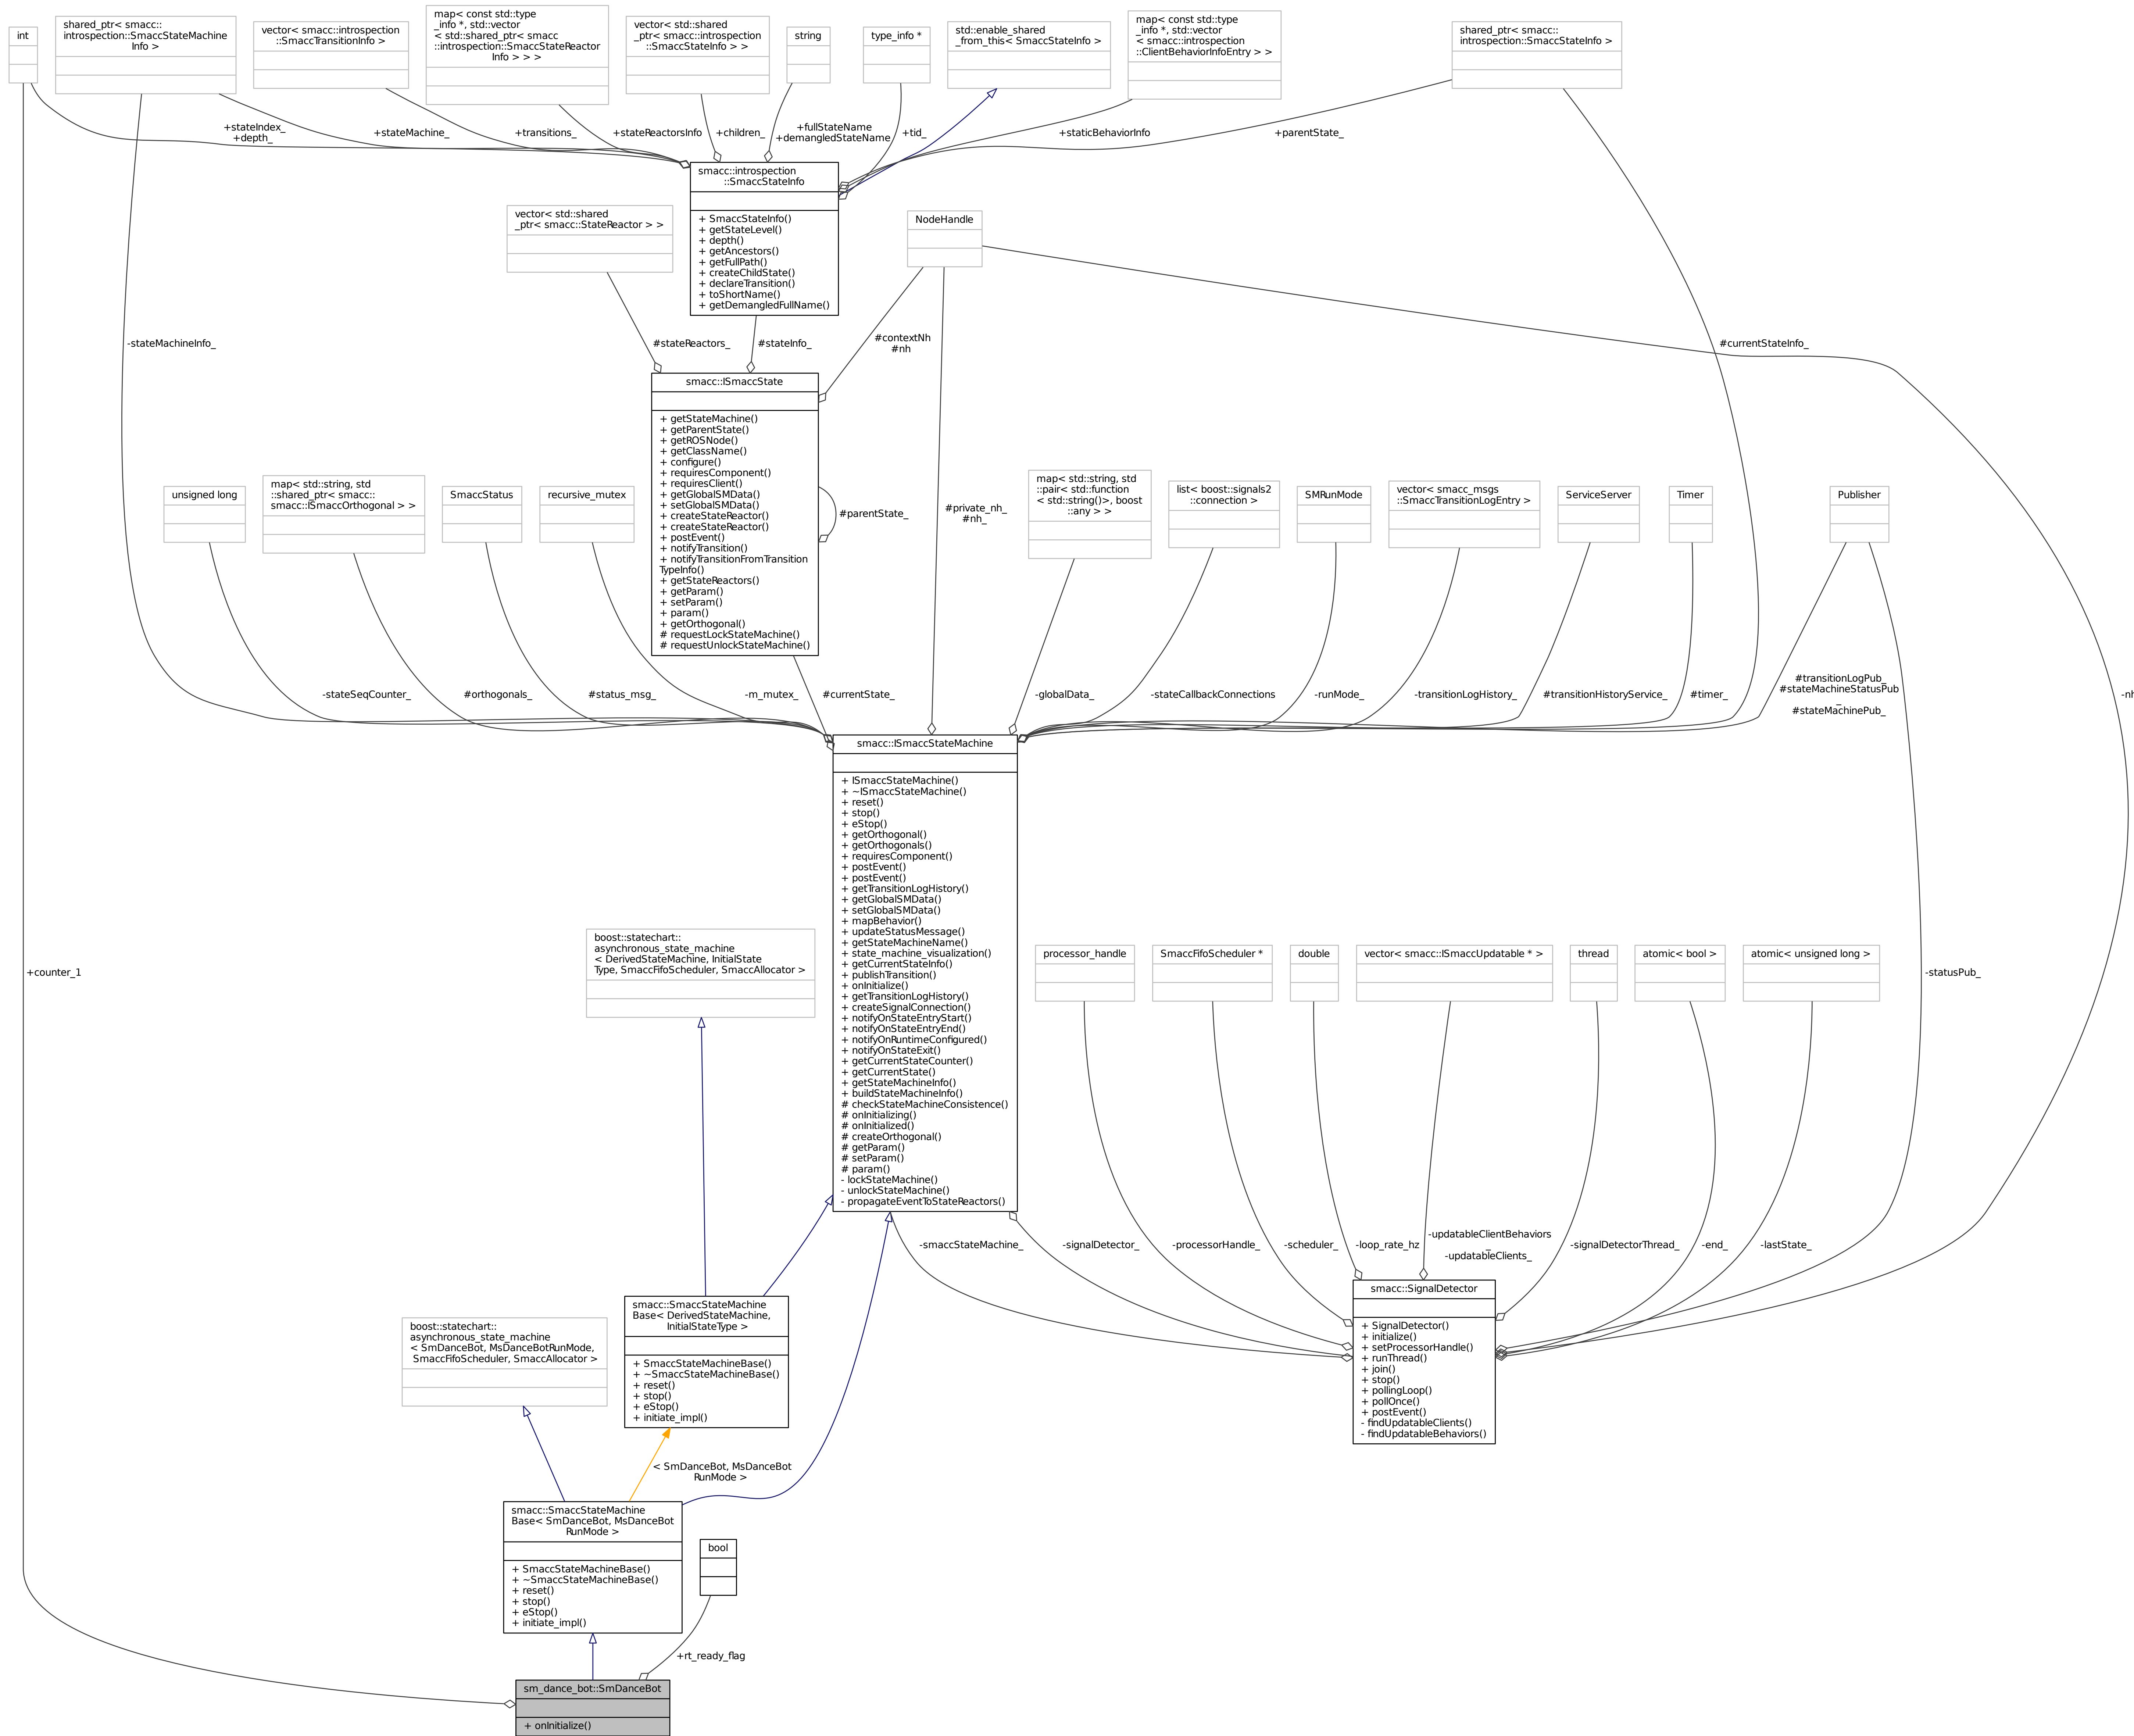 int
shared_ptr< smacc::
introspection::SmaccStateMachine
Info >
vector< smacc::introspection
::SmaccTransitionInfo >
map< const std::type
_info *, std::vector
< std::shared_ptr< smacc
::introspection::SmaccStateReactor
Info > > >
vector< std::shared
_ptr< smacc::introspection
::SmaccStateInfo > >
string
type_info *
std::enable_shared
_from_this< SmaccStateInfo >
map< const std::type
_info *, std::vector
< smacc::introspection
::ClientBehaviorInfoEntry > >
shared_ptr< smacc::
introspection::SmaccStateInfo >
+stateIndex_
+depth_
+stateMachine_
+transitions_
+stateReactorsInfo
+children_
+fullStateName
+demangledStateName
+tid_
+staticBehaviorInfo
+parentState_
smacc::introspection
::SmaccStateInfo
+ SmaccStateInfo()
+ getStateLevel()
+ depth()
+ getAncestors()
+ getFullPath()
+ createChildState()
+ declareTransition()
+ toShortName()
+ getDemangledFullName()
vector< std::shared
_ptr< smacc::StateReactor > >
NodeHandle
-stateMachineInfo_
#stateReactors_
#stateInfo_
#contextNh
#nh
#currentStateInfo_
smacc::ISmaccState
+ getStateMachine()
+ getParentState()
+ getROSNode()
+ getClassName()
+ configure()
+ requiresComponent()
+ requiresClient()
+ getGlobalSMData()
+ setGlobalSMData()
+ createStateReactor()
+ createStateReactor()
+ postEvent()
+ notifyTransition()
+ notifyTransitionFromTransition
TypeInfo()
+ getStateReactors()
+ getParam()
+ setParam()
+ param()
+ getOrthogonal()
# requestLockStateMachine()
# requestUnlockStateMachine()
#parentState_
#private_nh_
#nh_
unsigned long
map< std::string, std
::shared_ptr< smacc::
smacc::ISmaccOrthogonal > >
SmaccStatus
recursive_mutex
map< std::string, std
::pair< std::function
< std::string()>, boost
::any > >
list< boost::signals2
::connection >
SMRunMode
vector< smacc_msgs
::SmaccTransitionLogEntry >
ServiceServer
Timer
Publisher
-stateSeqCounter_
#orthogonals_
#status_msg_
-m_mutex_
#currentState_
-globalData_
-stateCallbackConnections
-runMode_
-transitionLogHistory_
#transitionHistoryService_
#timer_
#transitionLogPub_
#stateMachineStatusPub
_
#stateMachinePub_
-nh
smacc::ISmaccStateMachine
+ ISmaccStateMachine()
+ ~ISmaccStateMachine()
+ reset()
+ stop()
+ eStop()
+ getOrthogonal()
+ getOrthogonals()
+ requiresComponent()
+ postEvent()
+ postEvent()
+ getTransitionLogHistory()
+ getGlobalSMData()
+ setGlobalSMData()
+ mapBehavior()
+ updateStatusMessage()
+ getStateMachineName()
+ state_machine_visualization()
+ getCurrentStateInfo()
+ publishTransition()
+ onInitialize()
+ getTransitionLogHistory()
+ createSignalConnection()
+ notifyOnStateEntryStart()
+ notifyOnStateEntryEnd()
+ notifyOnRuntimeConfigured()
+ notifyOnStateExit()
+ getCurrentStateCounter()
+ getCurrentState()
+ getStateMachineInfo()
+ buildStateMachineInfo()
# checkStateMachineConsistence()
# onInitializing()
# onInitialized()
# createOrthogonal()
# getParam()
# setParam()
# param()
- lockStateMachine()
- unlockStateMachine()
- propagateEventToStateReactors()
boost::statechart::
asynchronous_state_machine
< DerivedStateMachine, InitialState
Type, SmaccFifoScheduler, SmaccAllocator >
processor_handle
SmaccFifoScheduler *
double
vector< smacc::ISmaccUpdatable * >
thread
atomic< bool >
atomic< unsigned long >
+counter_1
-statusPub_
-smaccStateMachine_
-signalDetector_
-processorHandle_
-scheduler_
-loop_rate_hz
-updatableClientBehaviors
_
-updatableClients_
-signalDetectorThread_
-end_
-lastState_
smacc::SignalDetector
+ SignalDetector()
+ initialize()
+ setProcessorHandle()
+ runThread()
+ join()
+ stop()
+ pollingLoop()
+ pollOnce()
+ postEvent()
- findUpdatableClients()
- findUpdatableBehaviors()
smacc::SmaccStateMachine
Base< DerivedStateMachine,
InitialStateType >
+ SmaccStateMachineBase()
+ ~SmaccStateMachineBase()
+ reset()
+ stop()
+ eStop()
+ initiate_impl()
boost::statechart::
asynchronous_state_machine
< SmDanceBot, MsDanceBotRunMode,
SmaccFifoScheduler, SmaccAllocator >
< SmDanceBot, MsDanceBot
RunMode >
smacc::SmaccStateMachine
Base< SmDanceBot, MsDanceBot
RunMode >
+ SmaccStateMachineBase()
+ ~SmaccStateMachineBase()
+ reset()
+ stop()
+ eStop()
+ initiate_impl()
bool
+rt_ready_flag
sm_dance_bot::SmDanceBot
+ onInitialize()